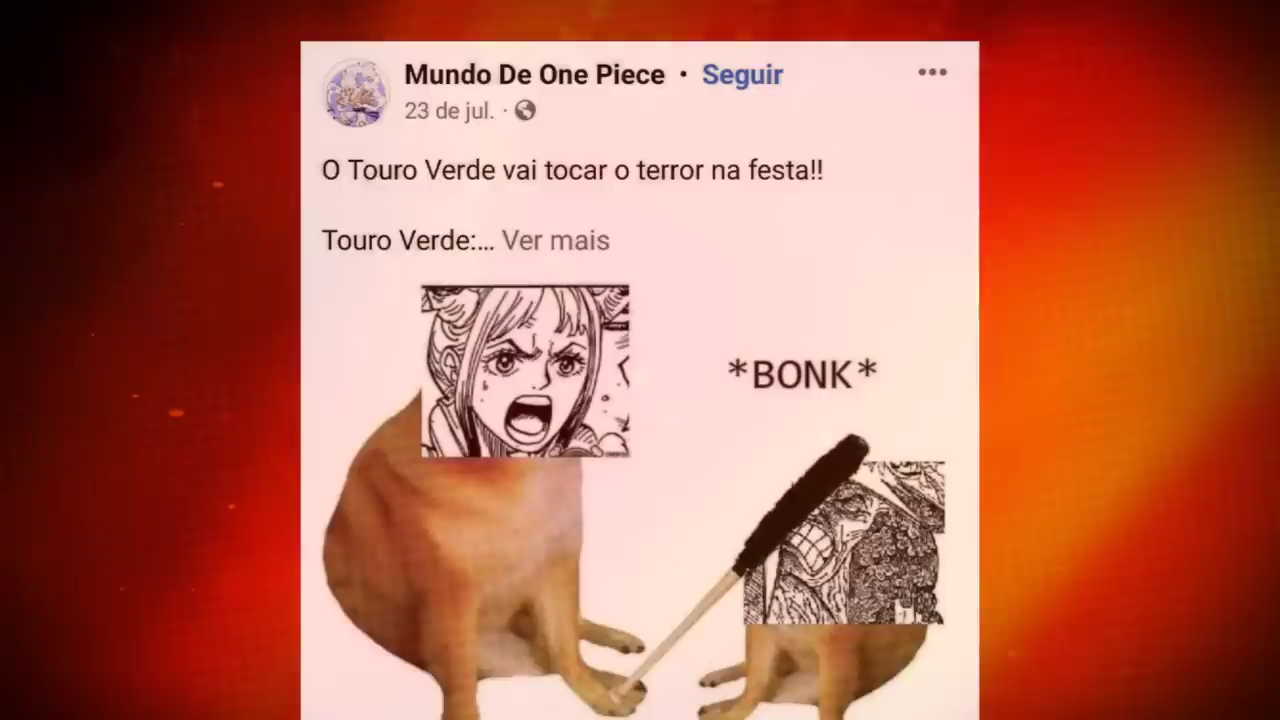 Mundo De One Piece · Seguir
23 de jul. ·
O Touro Verde vai tocar o terror na festa!!
Touro Verde:... Ver mais
*BONK*